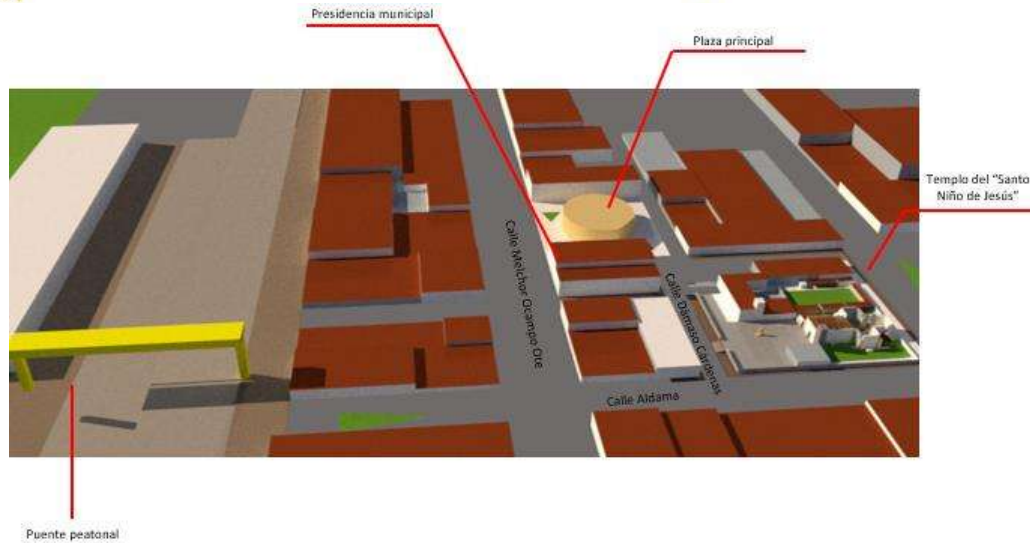 Presidencia municipal
Plaza principal
Templo del "Santo
Niño de Jesús"
Calle Melchor Ocampo Ote
Calle Dámaso Cárdenas
Calle Aldama
Puente peatonal